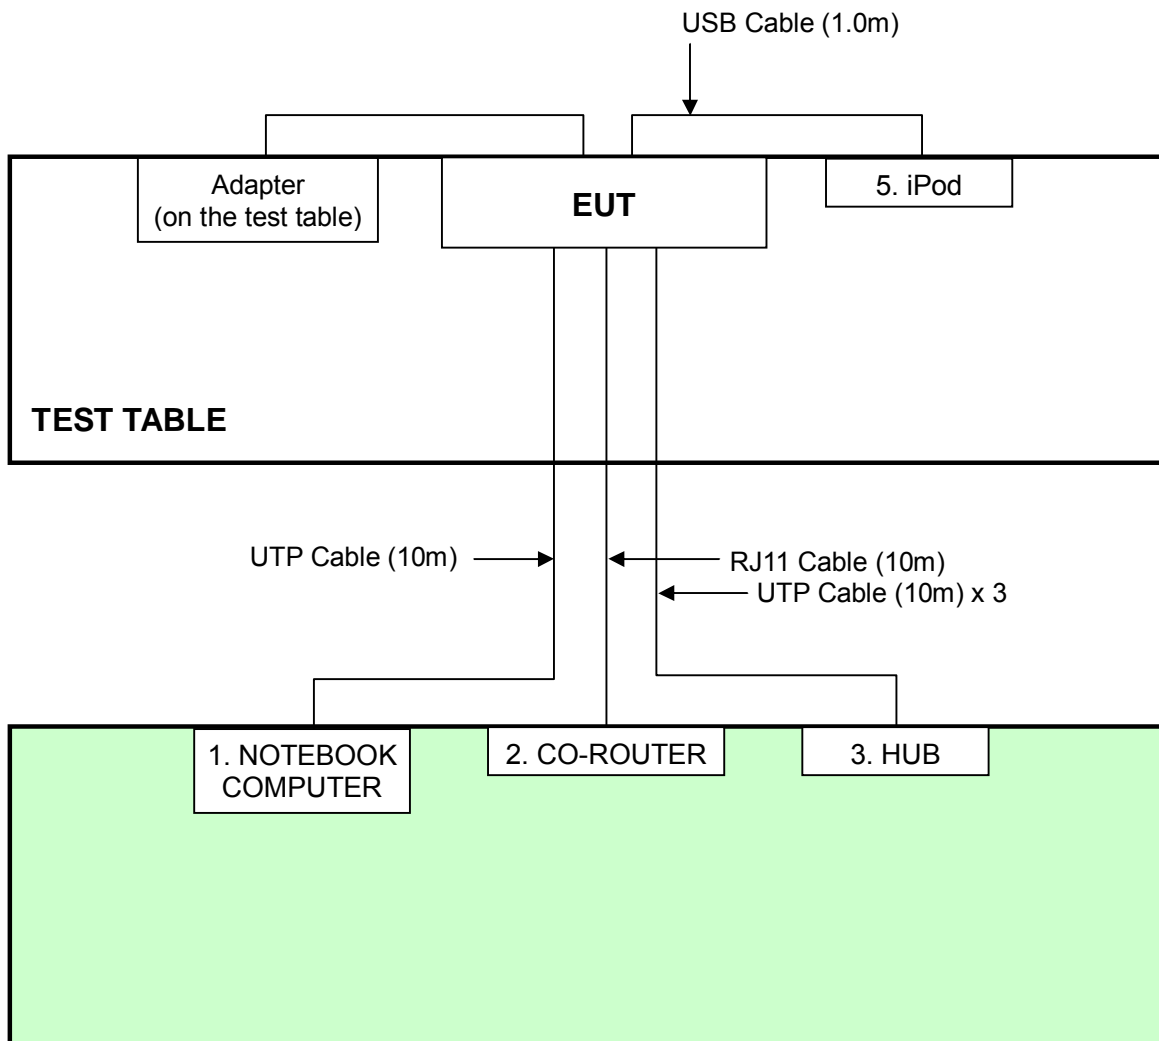 USB Cable (1.0m)
Adapter
(on the test table)
EUT
5. iPod
TEST TABLE
UTP Cable (10m)
RJ11 Cable (10m)
UTP Cable (10m) x 3
1. NOTEBOOK
COMPUTER
2. CO-ROUTER
3. HUB